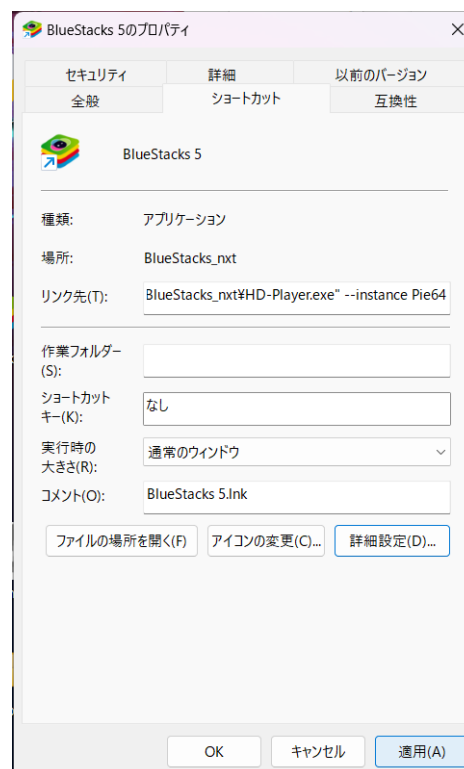 BlueStacks 5のプロパティ
セキュリティ 詳細 以前のバージョン
全般 ショートカット 互換性
BlueStacks 5
種類: アプリケーション
場所: BlueStacks_nxt
リンク先(T): BlueStacks_nxt¥HD-Player.exe" --instance Pie64
作業フォルダー
(S):
ショートカット
キー(K): なし
実行時の
大きさ(R): 通常のウィンドウ
コメント(O): BlueStacks 5.lnk
ファイルの場所を開く(F) アイコンの変更(C)... 詳細設定(D)...
OK キャンセル 適用(A)